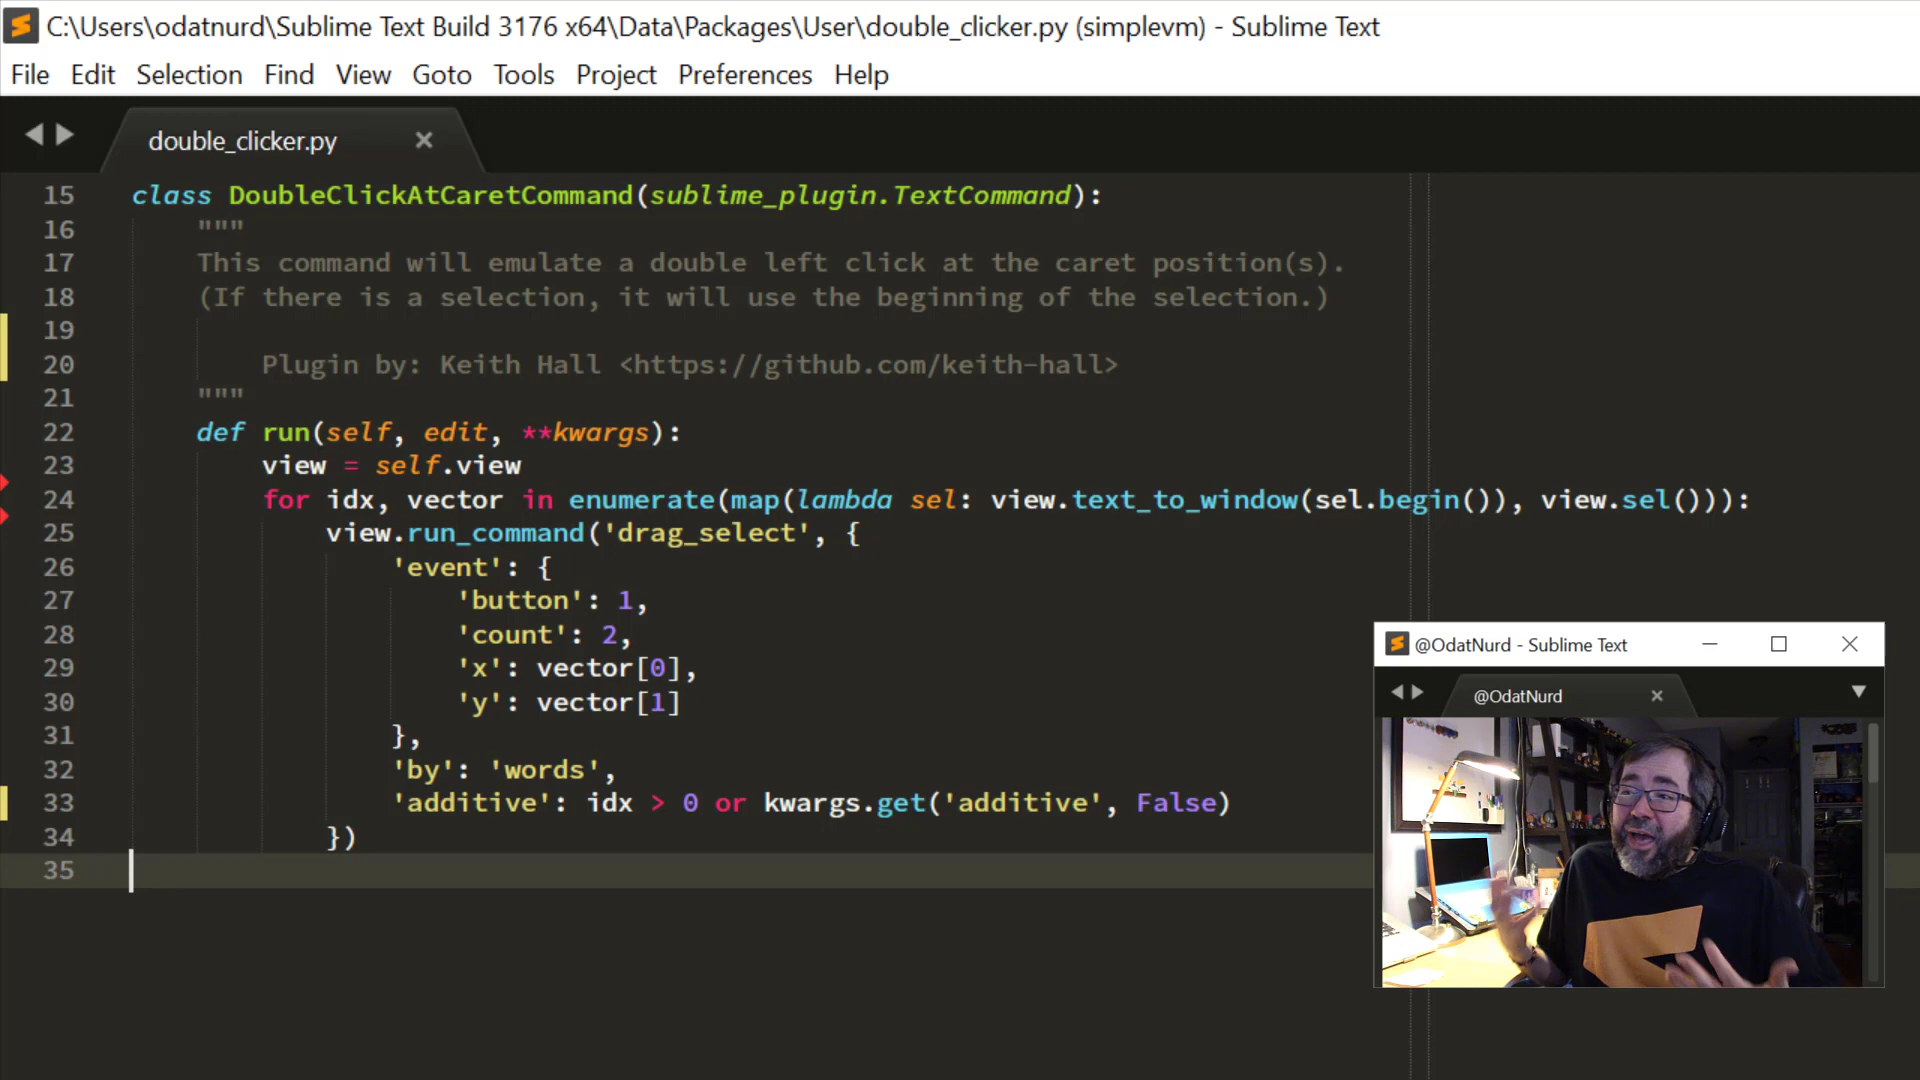 C:\Users\odatnurd\Sublime Text Build 3176 x64\Data\Packages\User\double_clicker.py (simplevm) - Sublime Text
File Edit Selection Find View Goto Tools Project Preferences Help
double_clicker.py
15 class DoubleClickAtCaretCommand(sublime_plugin.TextCommand):
16 """
17 This command will emulate a double left click at the caret position(s).
18 (If there is a selection, it will use the beginning of the selection.)
19
20 Plugin by: Keith Hall <https://github.com/keith-hall>
21 """
22 def run(self, edit, **kwargs):
23 view = self.view
24 for idx, vector in enumerate(map(lambda sel: view.text_to_window(sel.begin()), view.sel())):
25 view.run_command('drag_select', {
26 'event': {
27 'button': 1,
28 'count': 2,
29 'x': vector[0],
30 'y': vector[1]
31 },
32 'by': 'words',
33 'additive': idx > 0 or kwargs.get('additive', False)
34 })
35
@OdatNurd - Sublime Text
@OdatNurd